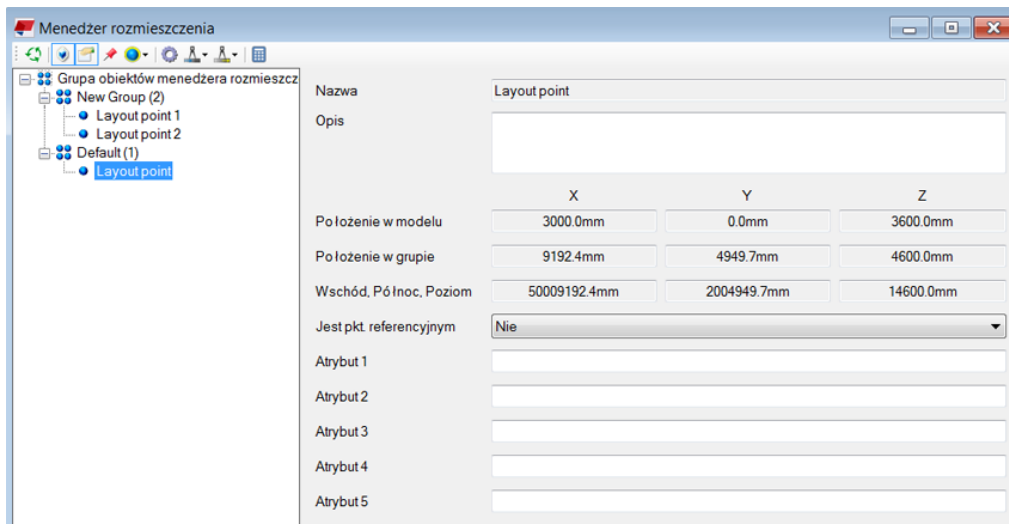 Menedżer rozmieszczenia
Grupa obiektów menedżera rozmieszcz
New Group (2)
Layout point 1
Layout point 2
Default (1)
Layout point
Nazwa Layout point
Opis
X Y Z
Położenie w modelu 3000.0mm 0.0mm 3600.0mm
Położenie w grupie 9192.4mm 4949.7mm 4600.0mm
Wschód, Północ, Poziom 50009192.4mm 2004949.7mm 14600.0mm
Jest pkt. referencyjnym Nie
Atrybut 1
Atrybut 2
Atrybut 3
Atrybut 4
Atrybut 5